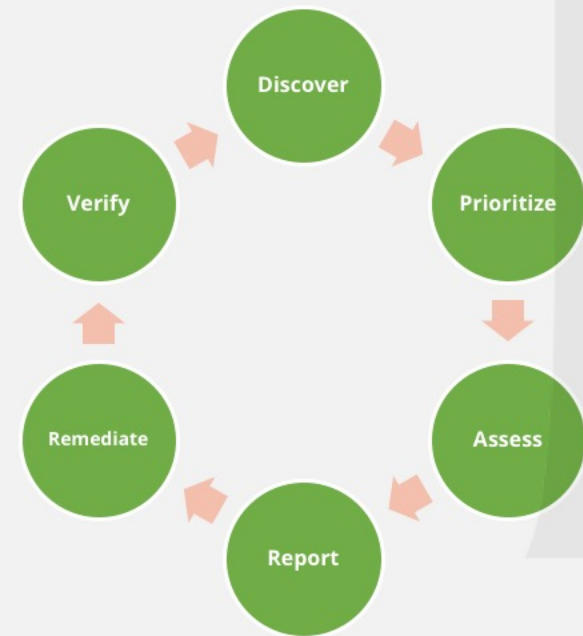 Discover
Prioritize
Assess
Report
Remediate
Verify